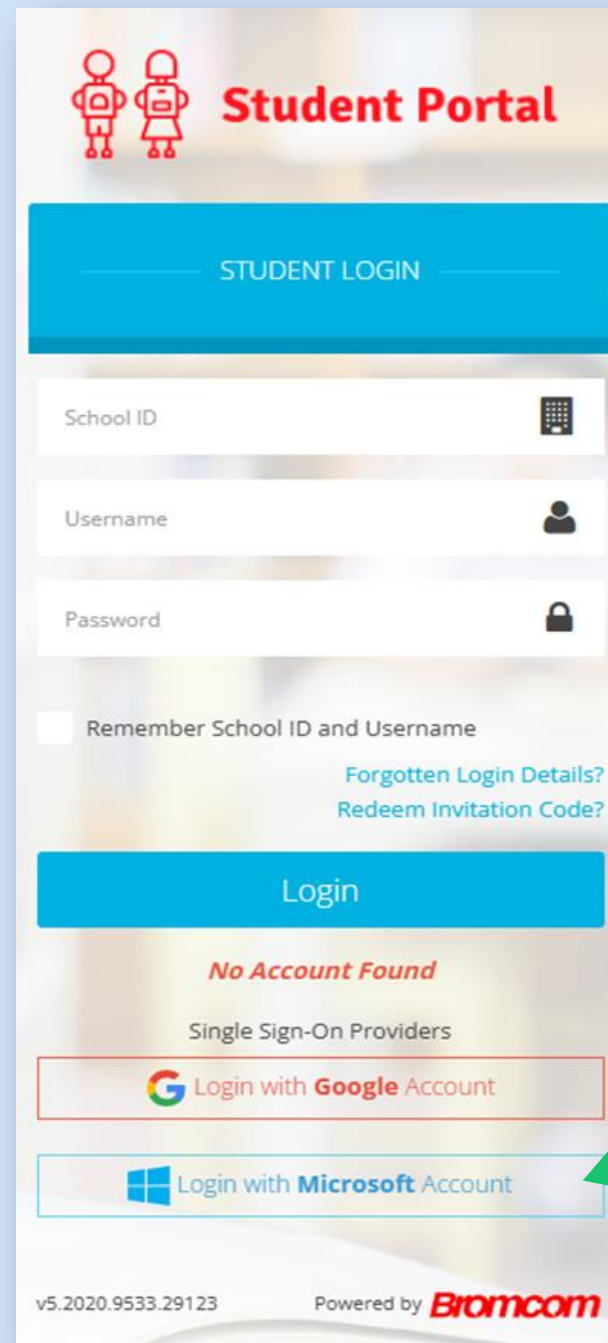 Student Portal
STUDENT LOGIN
School ID
Username
Password
Remember School ID and Username
Forgotten Login Details?
Redeem Invitation Code?
Login
No Account Found
Single Sign-On Providers
Login with Google Account
Login with Microsoft Account
v5.2020.9533.29123 Powered by Bromcom